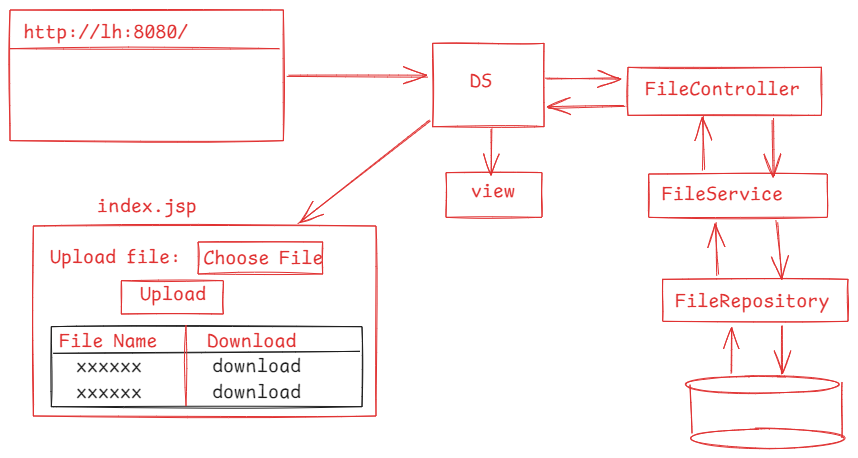 http://lh:8080/
DS
FileController
view
FileService
index.jsp
Upload file: Choose File
Upload
FileRepository
File Name Download
xxxxxx download
xxxxxx download